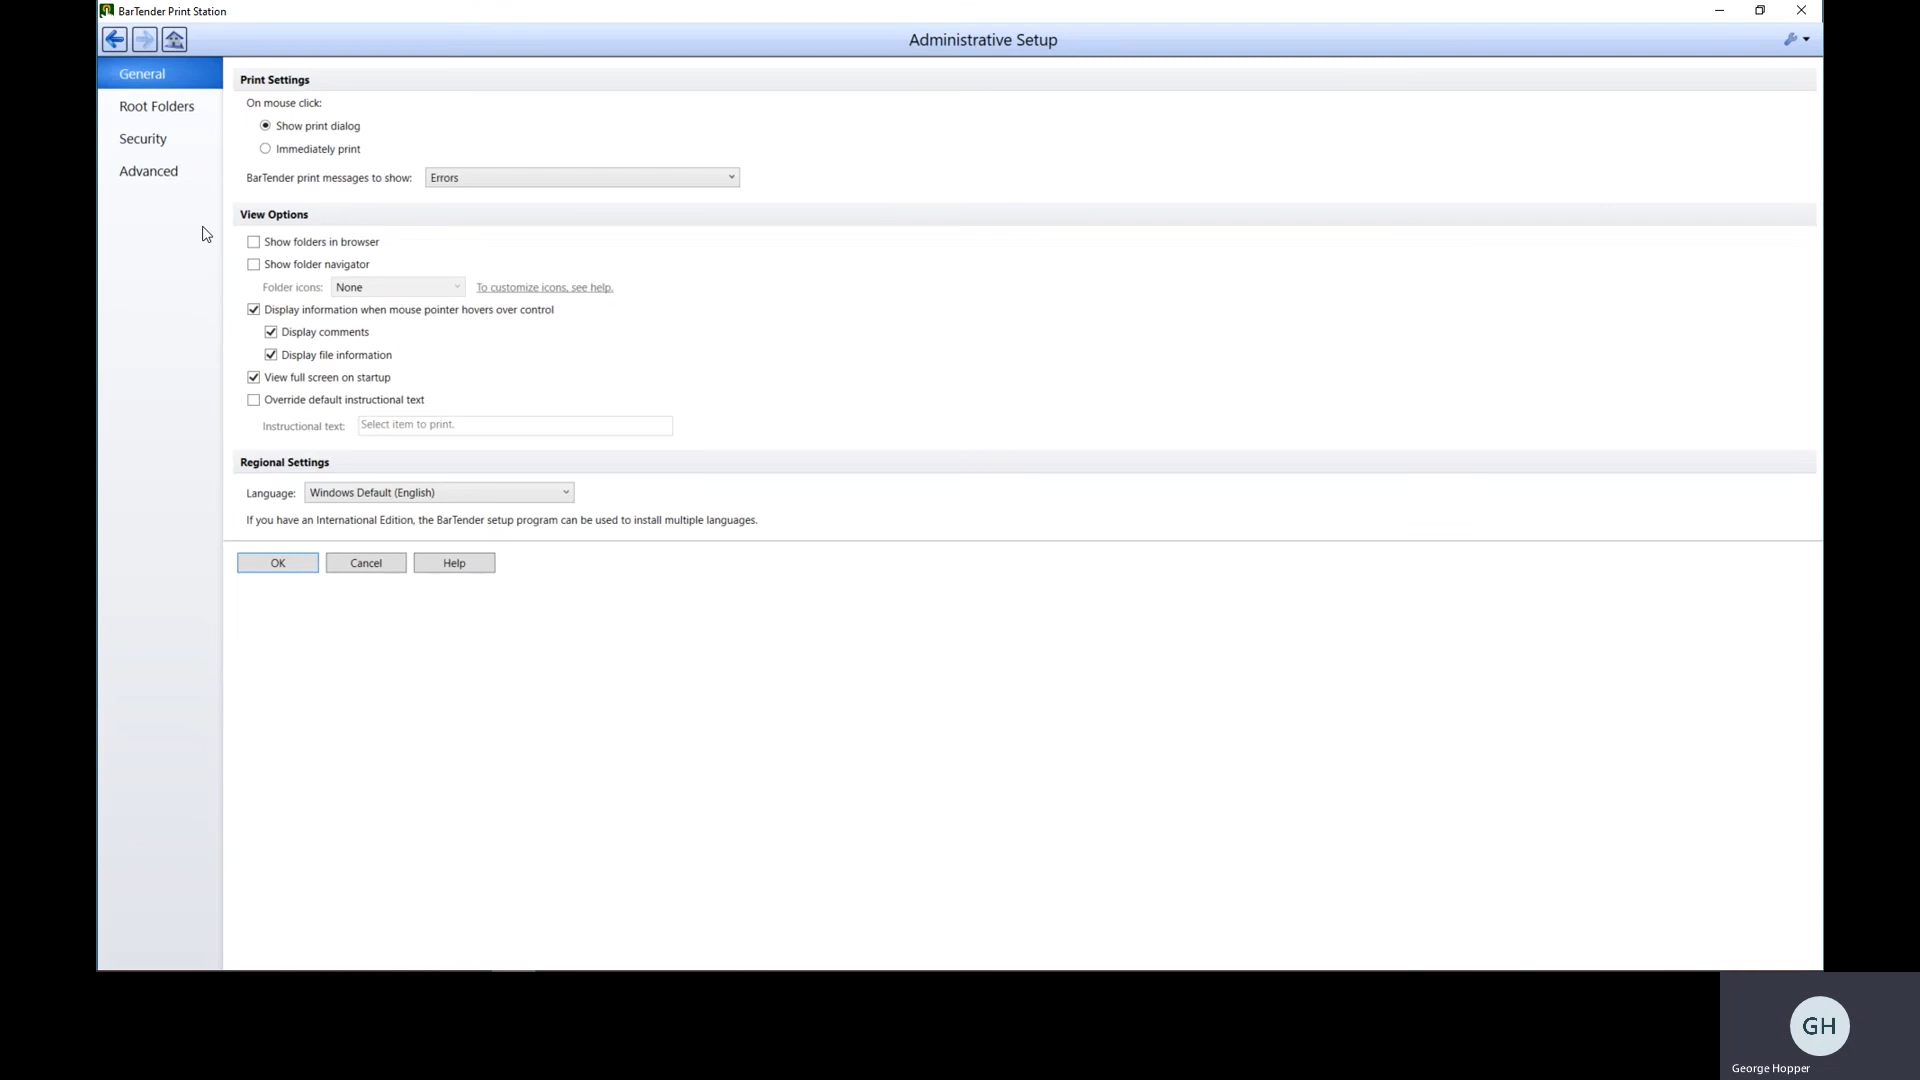 BarTender Print Station
Administrative Setup
General
Root Folders
Security
Advanced
Print Settings
On mouse click:
Show print dialog
Immediately print
BarTender print messages to show: Errors
View Options
Show folders in browser
Show folder navigator
Folder icons: None To customize icons, see help.
Display information when mouse pointer hovers over control
Display comments
Display file information
View full screen on startup
Override default instructional text
Instructional text: Select item to print.
Regional Settings
Language: Windows Default (English)
If you have an International Edition, the BarTender setup program can be used to install multiple languages.
OK Cancel Help
GH
George Hopper